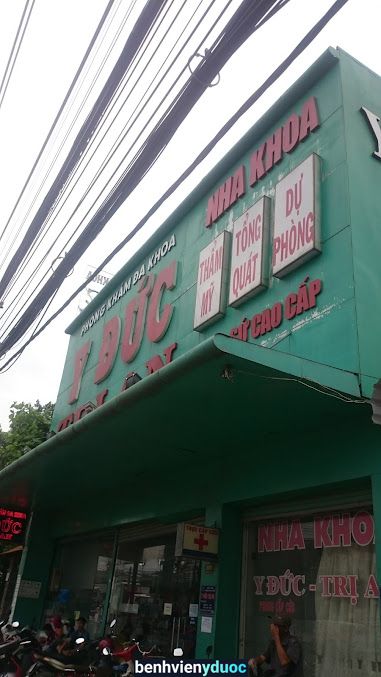 PHÒNG KHÁM ĐA KHOA
Y ĐỨC
NHA KHOA
THẨM
MỸ
TỔNG
QUÁT
DỰ
PHÒNG
SỨ CAO CẤP
ĐỨC
NHA KHOA
Y ĐỨC - TRỊ A
benhvienyduoc